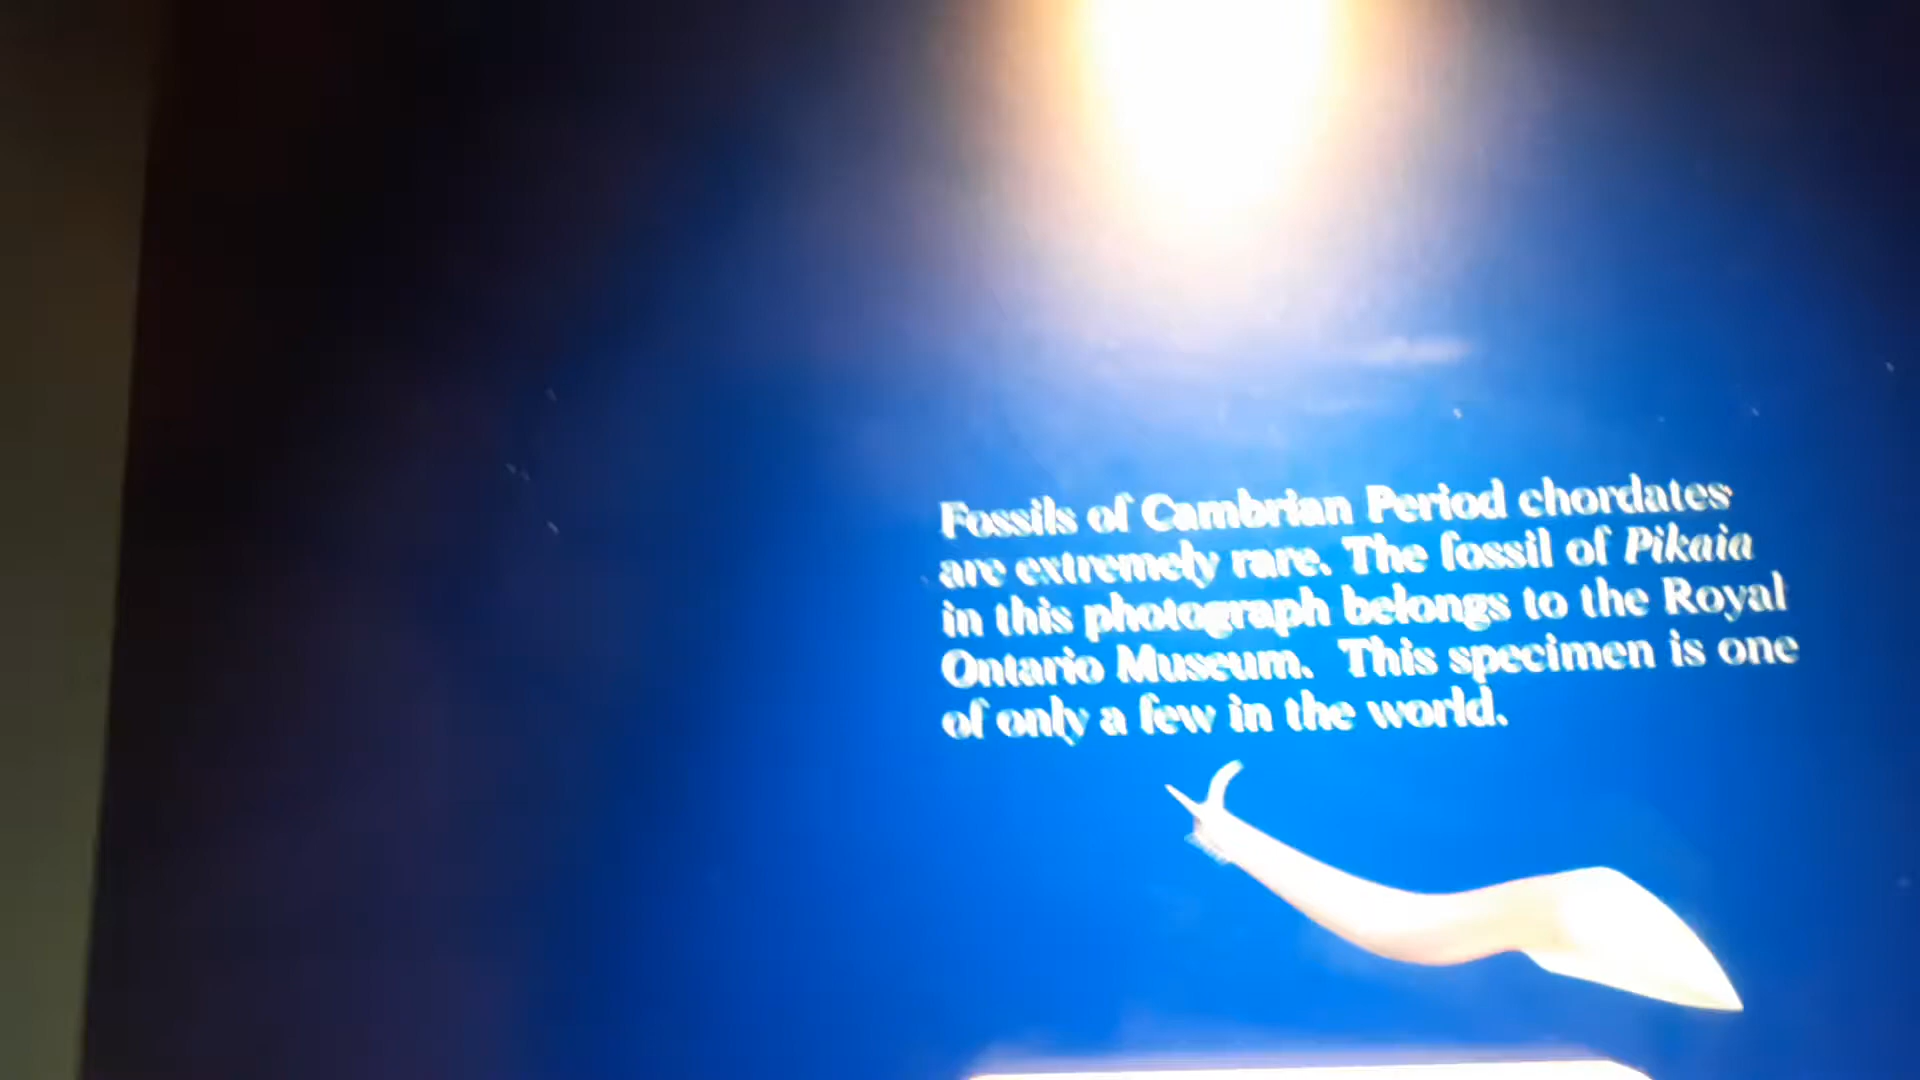 Fossils of Cambrian Period chordates
are extremely rare. The fossil of Pikaia
in this photograph belongs to the Royal
Ontario Museum. This specimen is one
of only a few in the world.